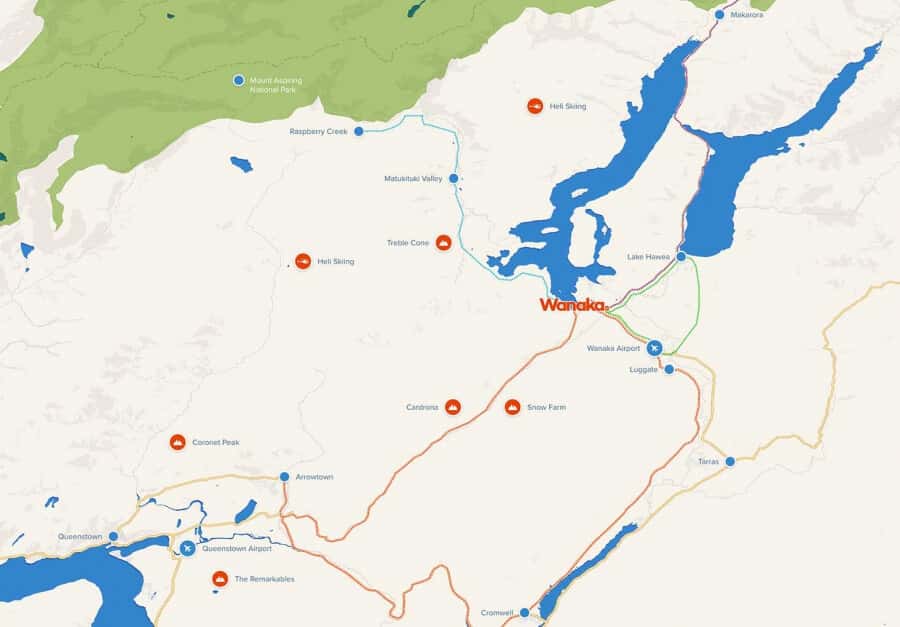 Makarora
Mount Aspiring
National Park
Heli Skiing
Raspberry Creek
Matukituki Valley
Treble Cone
Lake Hawea
Heli Skiing
Wanaka.
Wanaka Airport
Luggate
Cardrona
Snow Farm
Coronet Peak
Tarras
Arrowtown
Queenstown
Queenstown Airport
The Remarkables
Cromwell